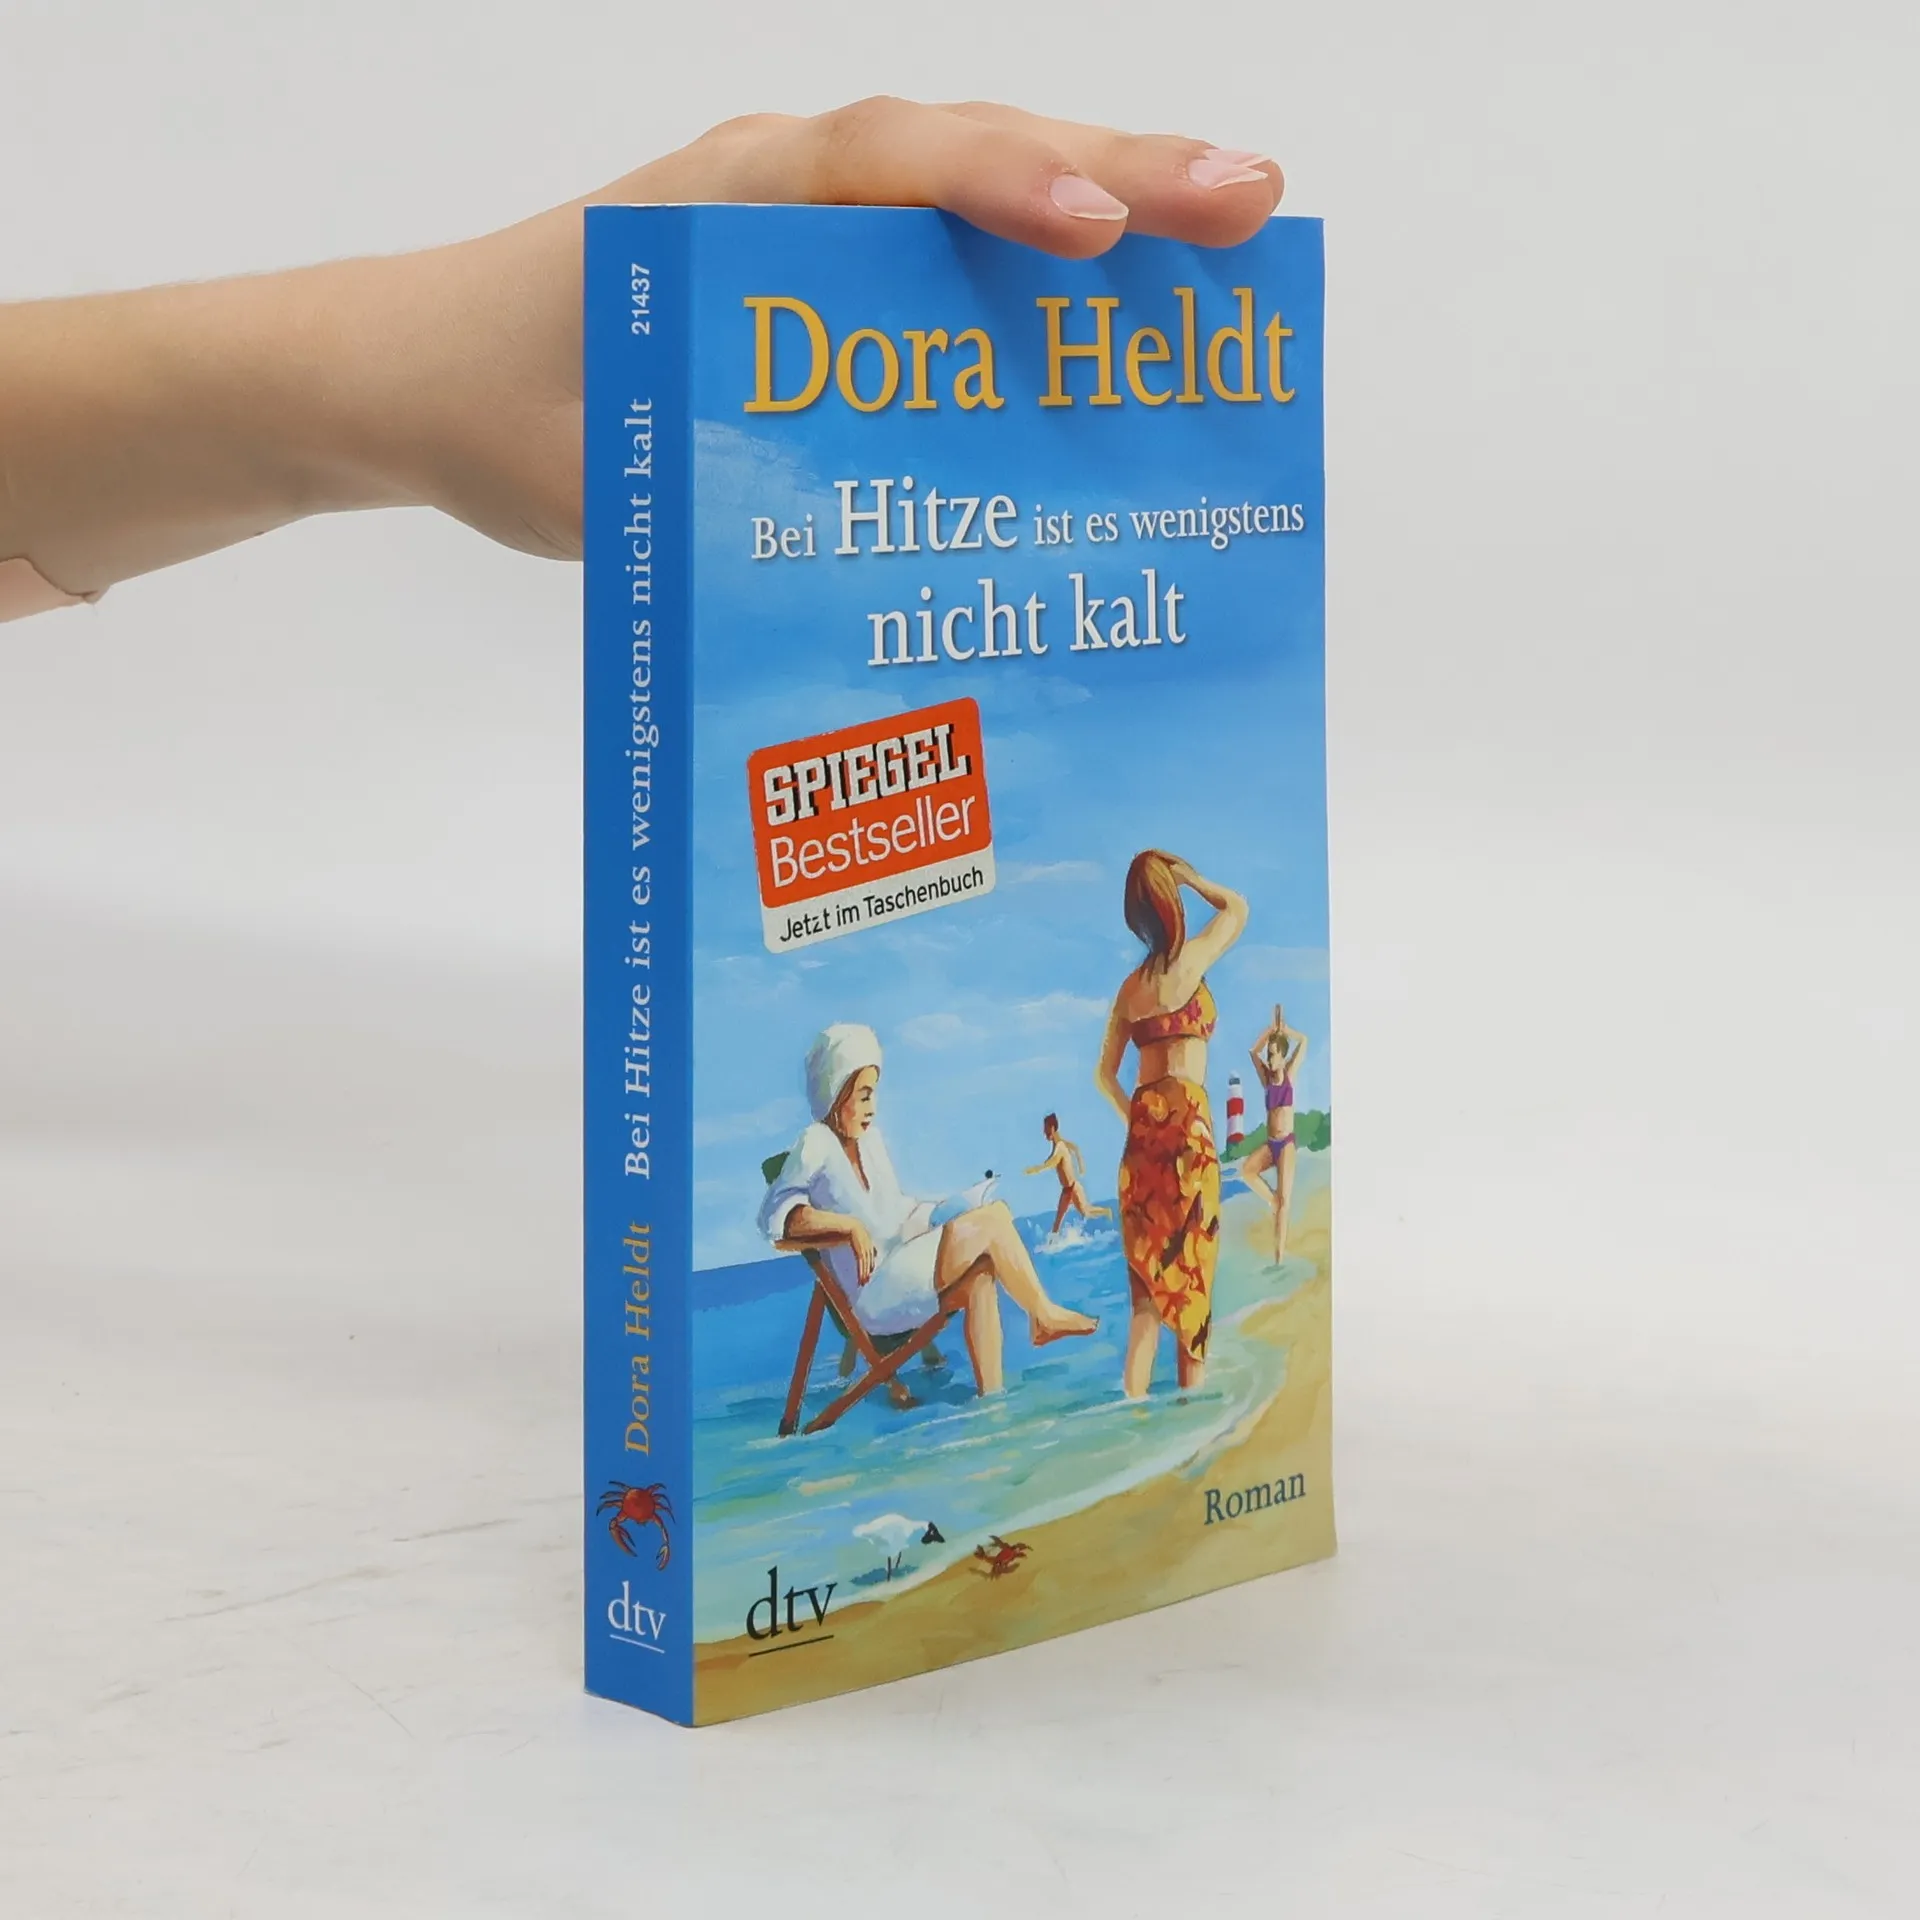 21437
Bei Hitze ist es wenigstens nicht kalt
Dora Heldt
dtv
Dora Heldt
Bei Hitze ist es wenigstens
nicht kalt
SPIEGEL
Bestseller
Jetzt im Taschenbuch
Roman
dtv